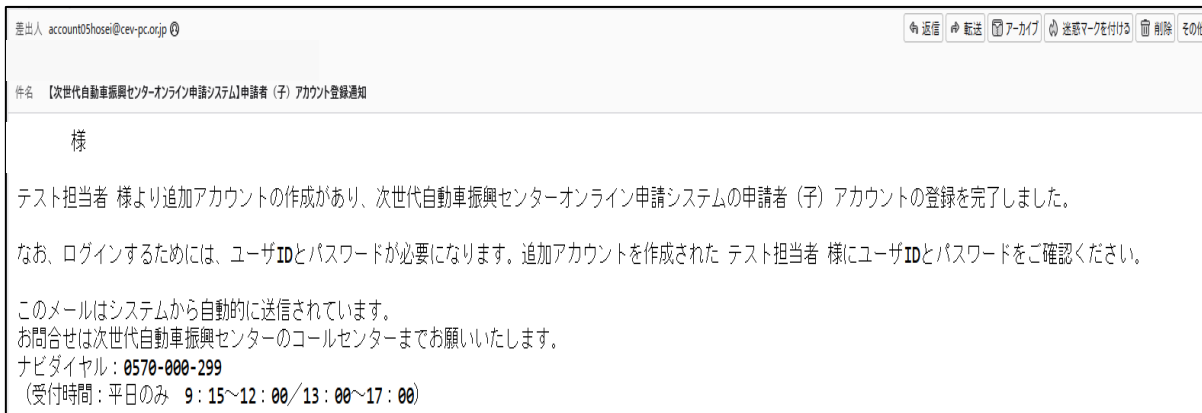 差出人 account05hosei@cev-pc.or.jp
返信 転送 アーカイブ 迷惑マークを付ける 削除 その他
件名 【次世代自動車振興センターオンライン申請システム】申請者（子）アカウント登録通知
様
テスト担当者 様より追加アカウントの作成があり、次世代自動車振興センターオンライン申請システムの申請者（子）アカウントの登録を完了しました。
なお、ログインするためには、ユーザIDとパスワードが必要になります。追加アカウントを作成された テスト担当者 様にユーザIDとパスワードをご確認ください。
このメールはシステムから自動的に送信されています。
お問合せは次世代自動車振興センターのコールセンターまでお願いいたします。
ナビダイヤル：0570-000-299
（受付時間：平日のみ　9：15～12：00／13：00～17：00）